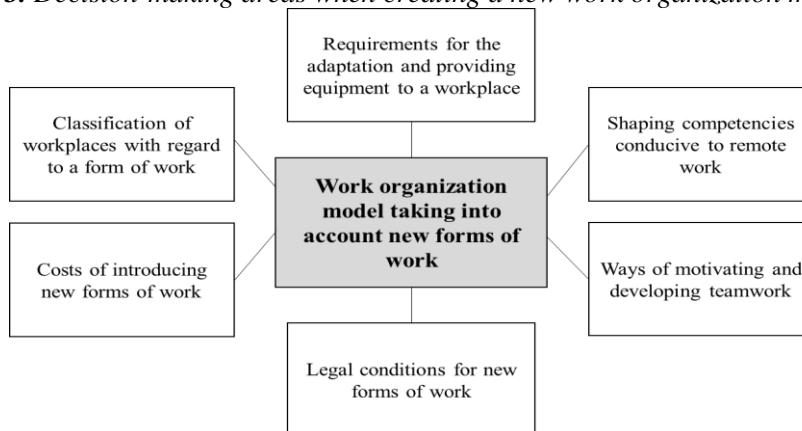 Decision-making areas when creating a new work organization
Requirements for the
adaptation and providing
equipment to a workplace
Classification of
workplaces with regard
to a form of work
Shaping competencies
conducive to remote
work
Work organization
model taking into
account new forms of
work
Costs of introducing
new forms of work
Ways of motivating and
developing teamwork
Legal conditions for new
forms of work